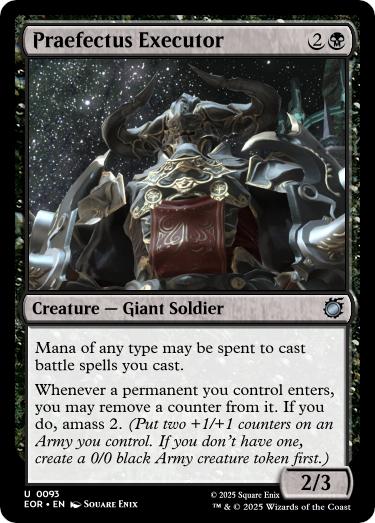 Praefectus Executor 2
Creature — Giant Soldier
Mana of any type may be spent to cast
battle spells you cast.
Whenever a permanent you control enters,
you may remove a counter from it. If you
do, amass 2. (Put two +1/+1 counters on an
Army you control. If you don't have one,
create a 0/0 black Army creature token first.)
2/3
U 0093
EOR • EN SQUARE ENIX
© 2025 Square Enix
™ & © 2025 Wizards of the Coast